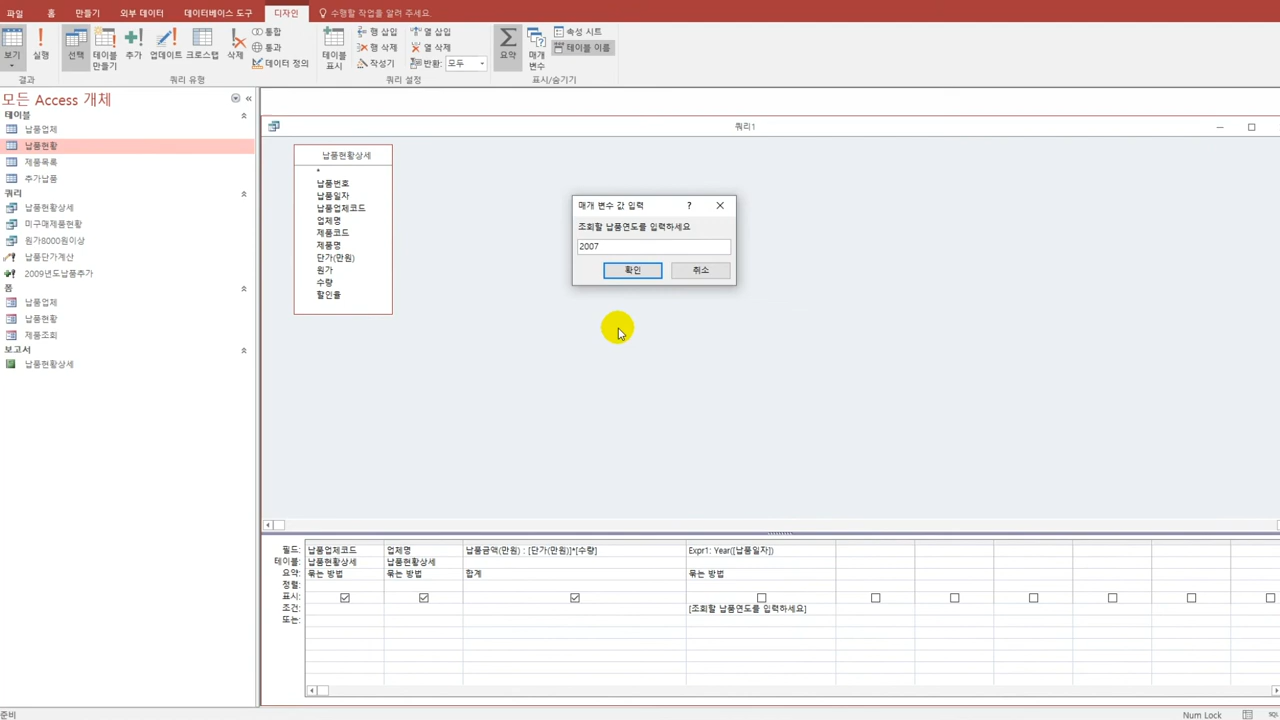 파일 홈 만들기 외부 데이터 데이터베이스 도구 디자인 수행할 작업을 알려 주세요.
보기 실행 선택 테이블 만들기 추가 업데이트 크로스탭 삭제 통합 통과 데이터 정의 테이블 표시 행 삽입 행 삭제 작성기 열 삽입 열 삭제 반환: 모두 요약 매개 변수 속성 시트 테이블 이름
결과 쿼리 유형 쿼리 설정 표시/숨기기
모든 Access 개체
테이블
납품업체
납품현황
제품목록
추가납품
쿼리
납품현황상세
미구매제품현황
원가8000원이상
납품단가계산
2009년도납품추가
폼
납품업체
납품현황
제품조회
보고서
납품현황상세
쿼리1
납품현황상세
*
납품번호
납품일자
납품업체코드
업체명
제품코드
제품명
단가(만원)
원가
수량
할인율
매개 변수 값 입력 ?
조회할 납품연도를 입력하세요
2007
확인 취소
필드: 납품업체코드 업체명 납품금액(만원) : [단가(만원)]*[수량] Expr1: Year([납품일자])
테이블: 납품현황상세 납품현황상세
요약: 묶는 방법 묶는 방법 합계 묶는 방법
정렬:
표시:
조건: [조회할 납품연도를 입력하세요]
또는:
준비 Num Lock SQL